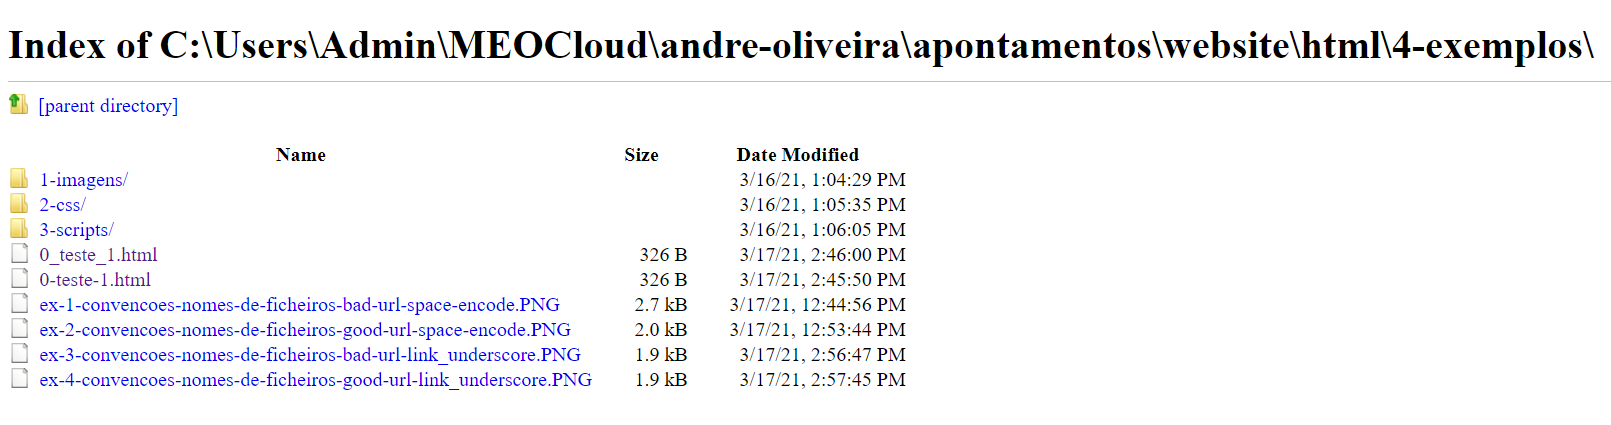 Index of C:\Users\Admin\MEOCloud\andre-oliveira\apontamentos\website\html\4-exemplos\
[parent directory]
Name Size Date Modified
1-imagens/ 3/16/21, 1:04:29 PM
2-css/ 3/16/21, 1:05:35 PM
3-scripts/ 3/16/21, 1:06:05 PM
0_teste_1.html 326 B 3/17/21, 2:46:00 PM
0-teste-1.html 326 B 3/17/21, 2:45:50 PM
ex-1-convencoes-nomes-de-ficheiros-bad-url-space-encode.PNG 2.7 kB 3/17/21, 12:44:56 PM
ex-2-convencoes-nomes-de-ficheiros-good-url-space-encode.PNG 2.0 kB 3/17/21, 12:53:44 PM
ex-3-convencoes-nomes-de-ficheiros-bad-url-link_underscore.PNG 1.9 kB 3/17/21, 2:56:47 PM
ex-4-convencoes-nomes-de-ficheiros-good-url-link_underscore.PNG 1.9 kB 3/17/21, 2:57:45 PM